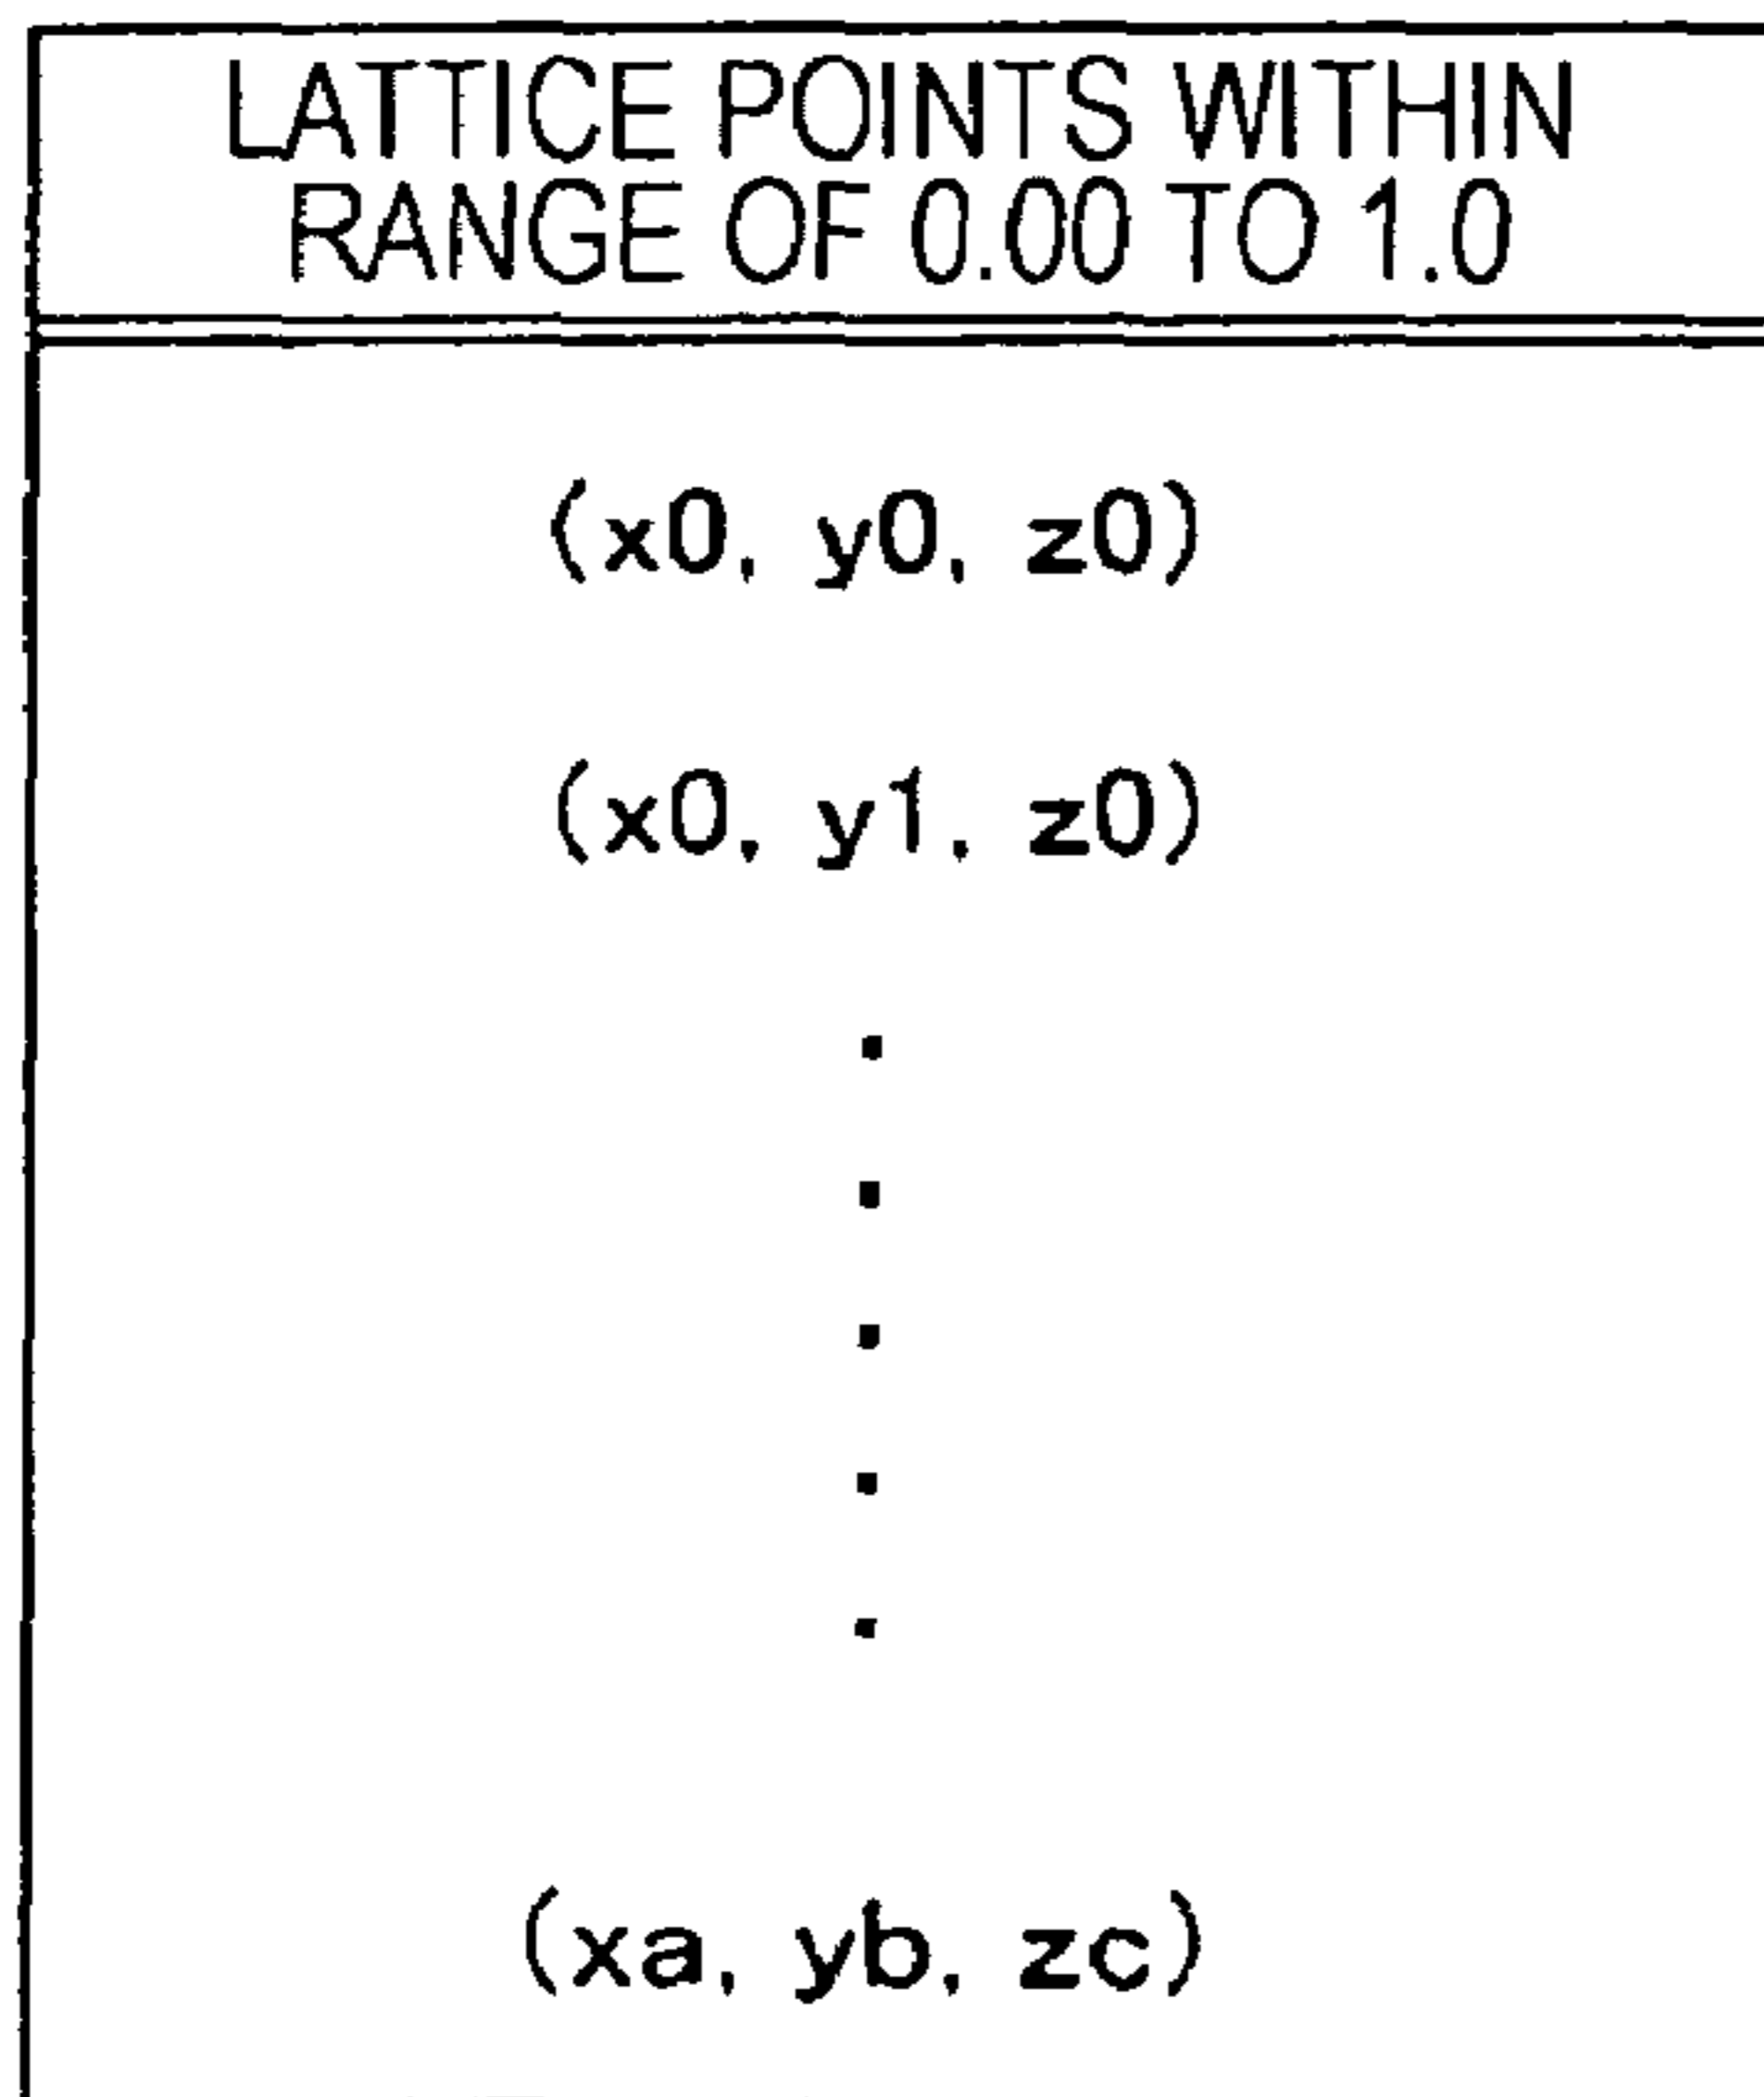 LATTICE POINTS WITHIN
RANGE OF 0.00 TO 1.0
(x0, y0, z0)
(x0, y1, z0)
.
.
.
.
.
(xa, yb, zc)